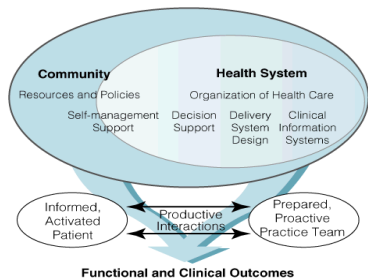 Community
Health System
Resources and Policies
Organization of Health Care
Self-management
Support
Decision
Support
Delivery
System
Design
Clinical
Information
Systems
Informed,
Activated
Patient
Productive
Interactions
Prepared,
Proactive
Practice Team
Functional and Clinical Outcomes